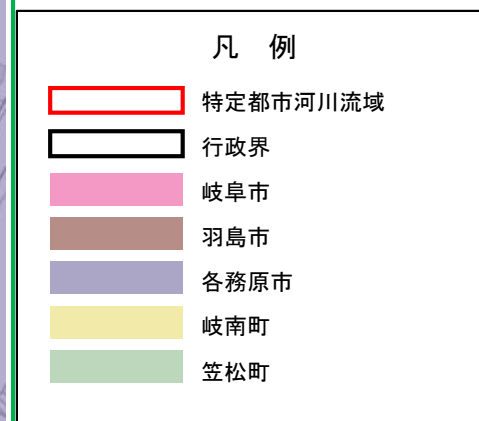 凡　例
特定都市河川流域
行政界
岐阜市
羽島市
各務原市
岐南町
笠松町